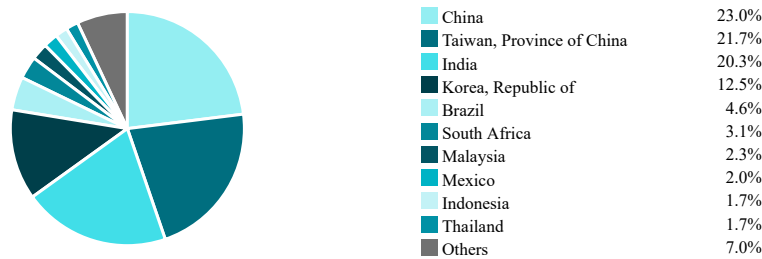 China 23.0%
Taiwan, Province of China 21.7%
India 20.3%
Korea, Republic of 12.5%
Brazil 4.6%
South Africa 3.1%
Malaysia 2.3%
Mexico 2.0%
Indonesia 1.7%
Thailand 1.7%
Others 7.0%